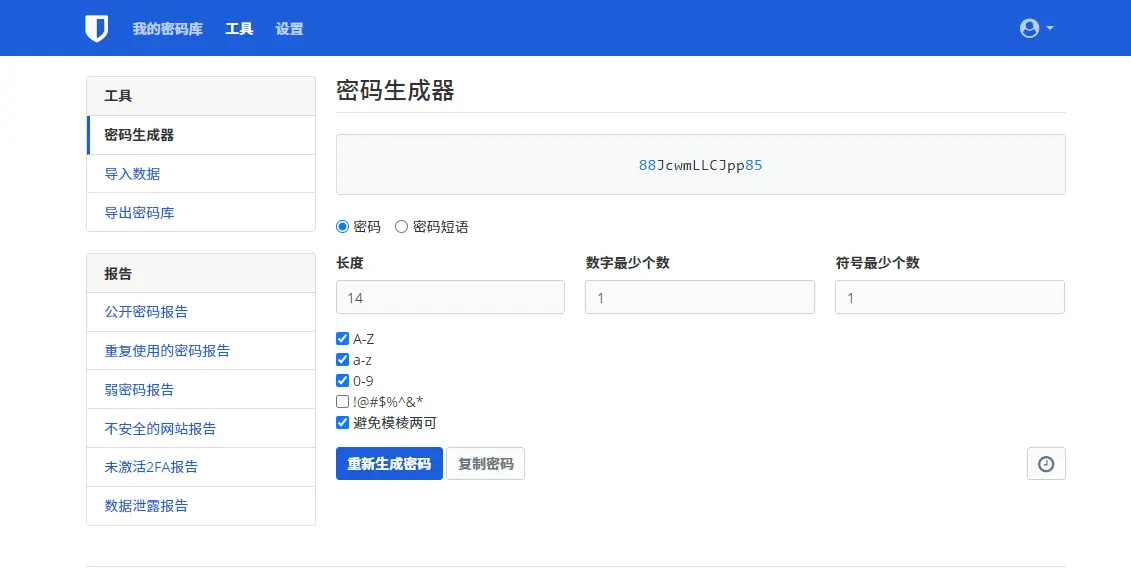 我的密码库 工具 设置
工具
密码生成器
导入数据
导出密码库
报告
公开密码报告
重复使用的密码报告
弱密码报告
不安全的网站报告
未激活2FA报告
数据泄露报告
密码生成器
88JcwmLLCJpp85
密码 密码短语
长度 数字最少个数 符号最少个数
14 1 1
A-Z
a-z
0-9
!@#$%^&*
避免模棱两可
重新生成密码 复制密码